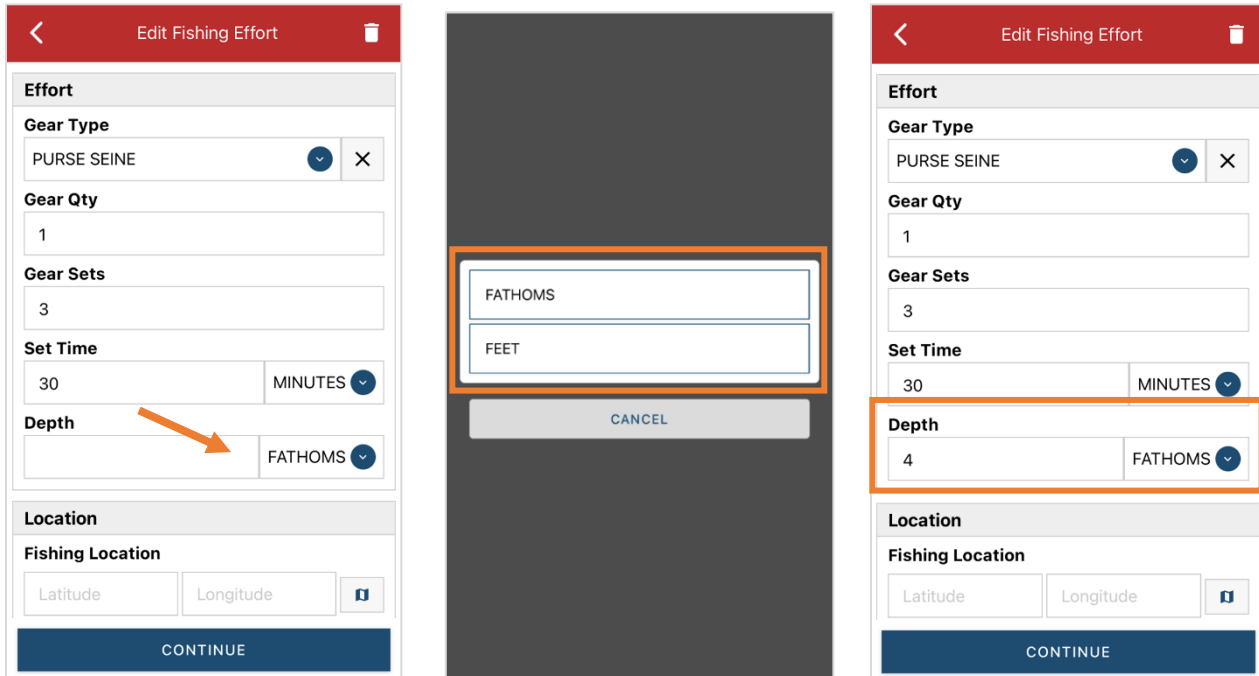 Edit Fishing Effort
Effort
Gear Type
PURSE SEINE
Gear Qty
1
Gear Sets
3
Set Time
30 MINUTES
Depth
FATHOMS
Location
Fishing Location
Latitude Longitude
CONTINUE
FATHOMS
FEET
CANCEL
Edit Fishing Effort
Effort
Gear Type
PURSE SEINE
Gear Qty
1
Gear Sets
3
Set Time
30 MINUTES
Depth
4 FATHOMS
Location
Fishing Location
Latitude Longitude
CONTINUE